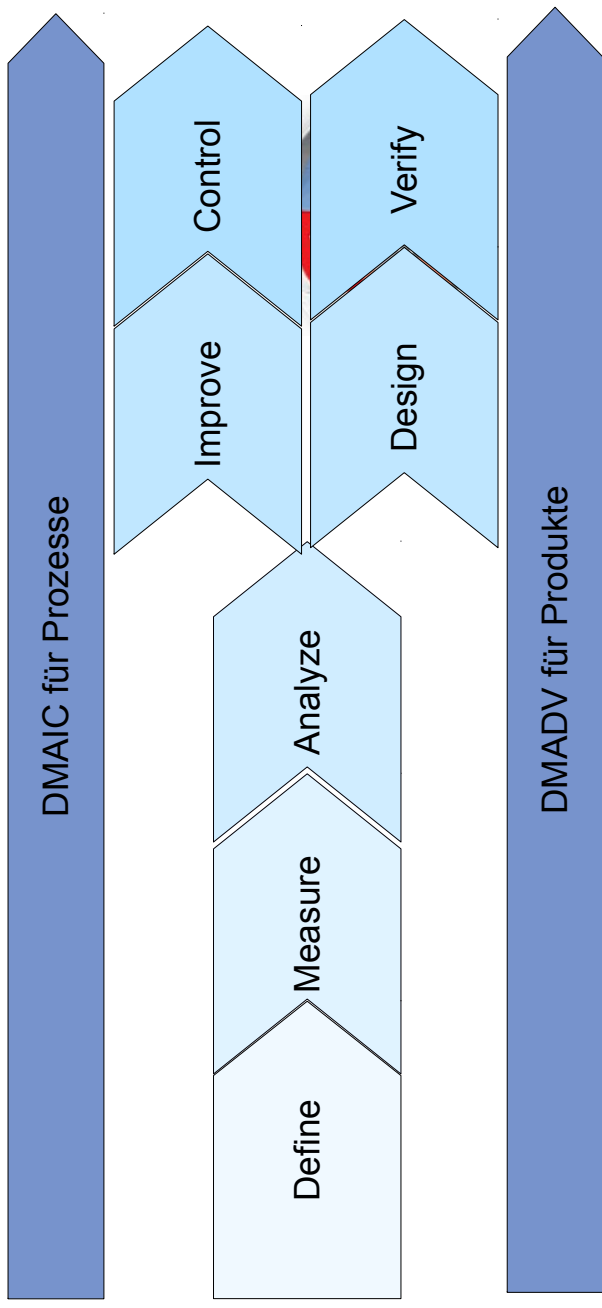 DMAIC für Prozesse
Define
Measure
Analyze
Improve
Control
Design
Verify
DMADV für Produkte